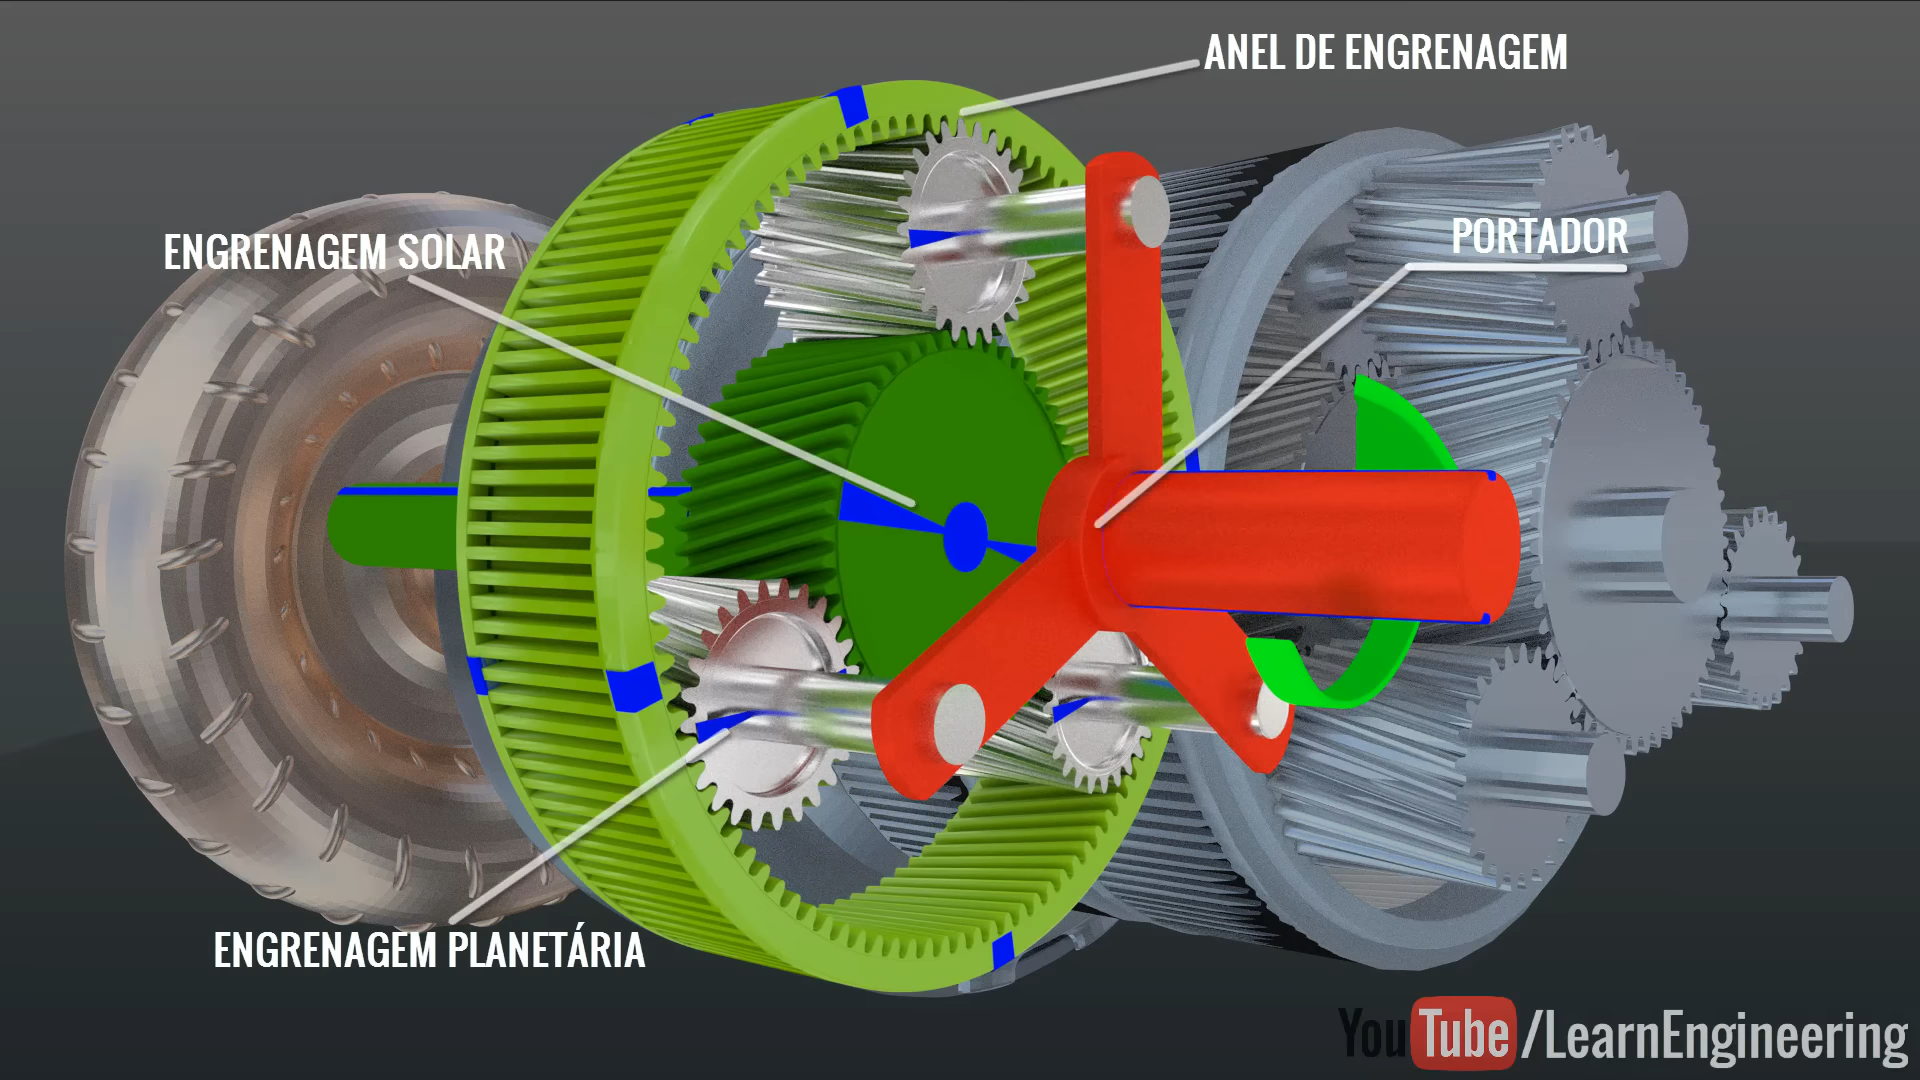 ANEL DE ENGRENAGEM
PORTADOR
ENGRENAGEM SOLAR
ENGRENAGEM PLANETÁRIA
YouTube/LearnEngineering